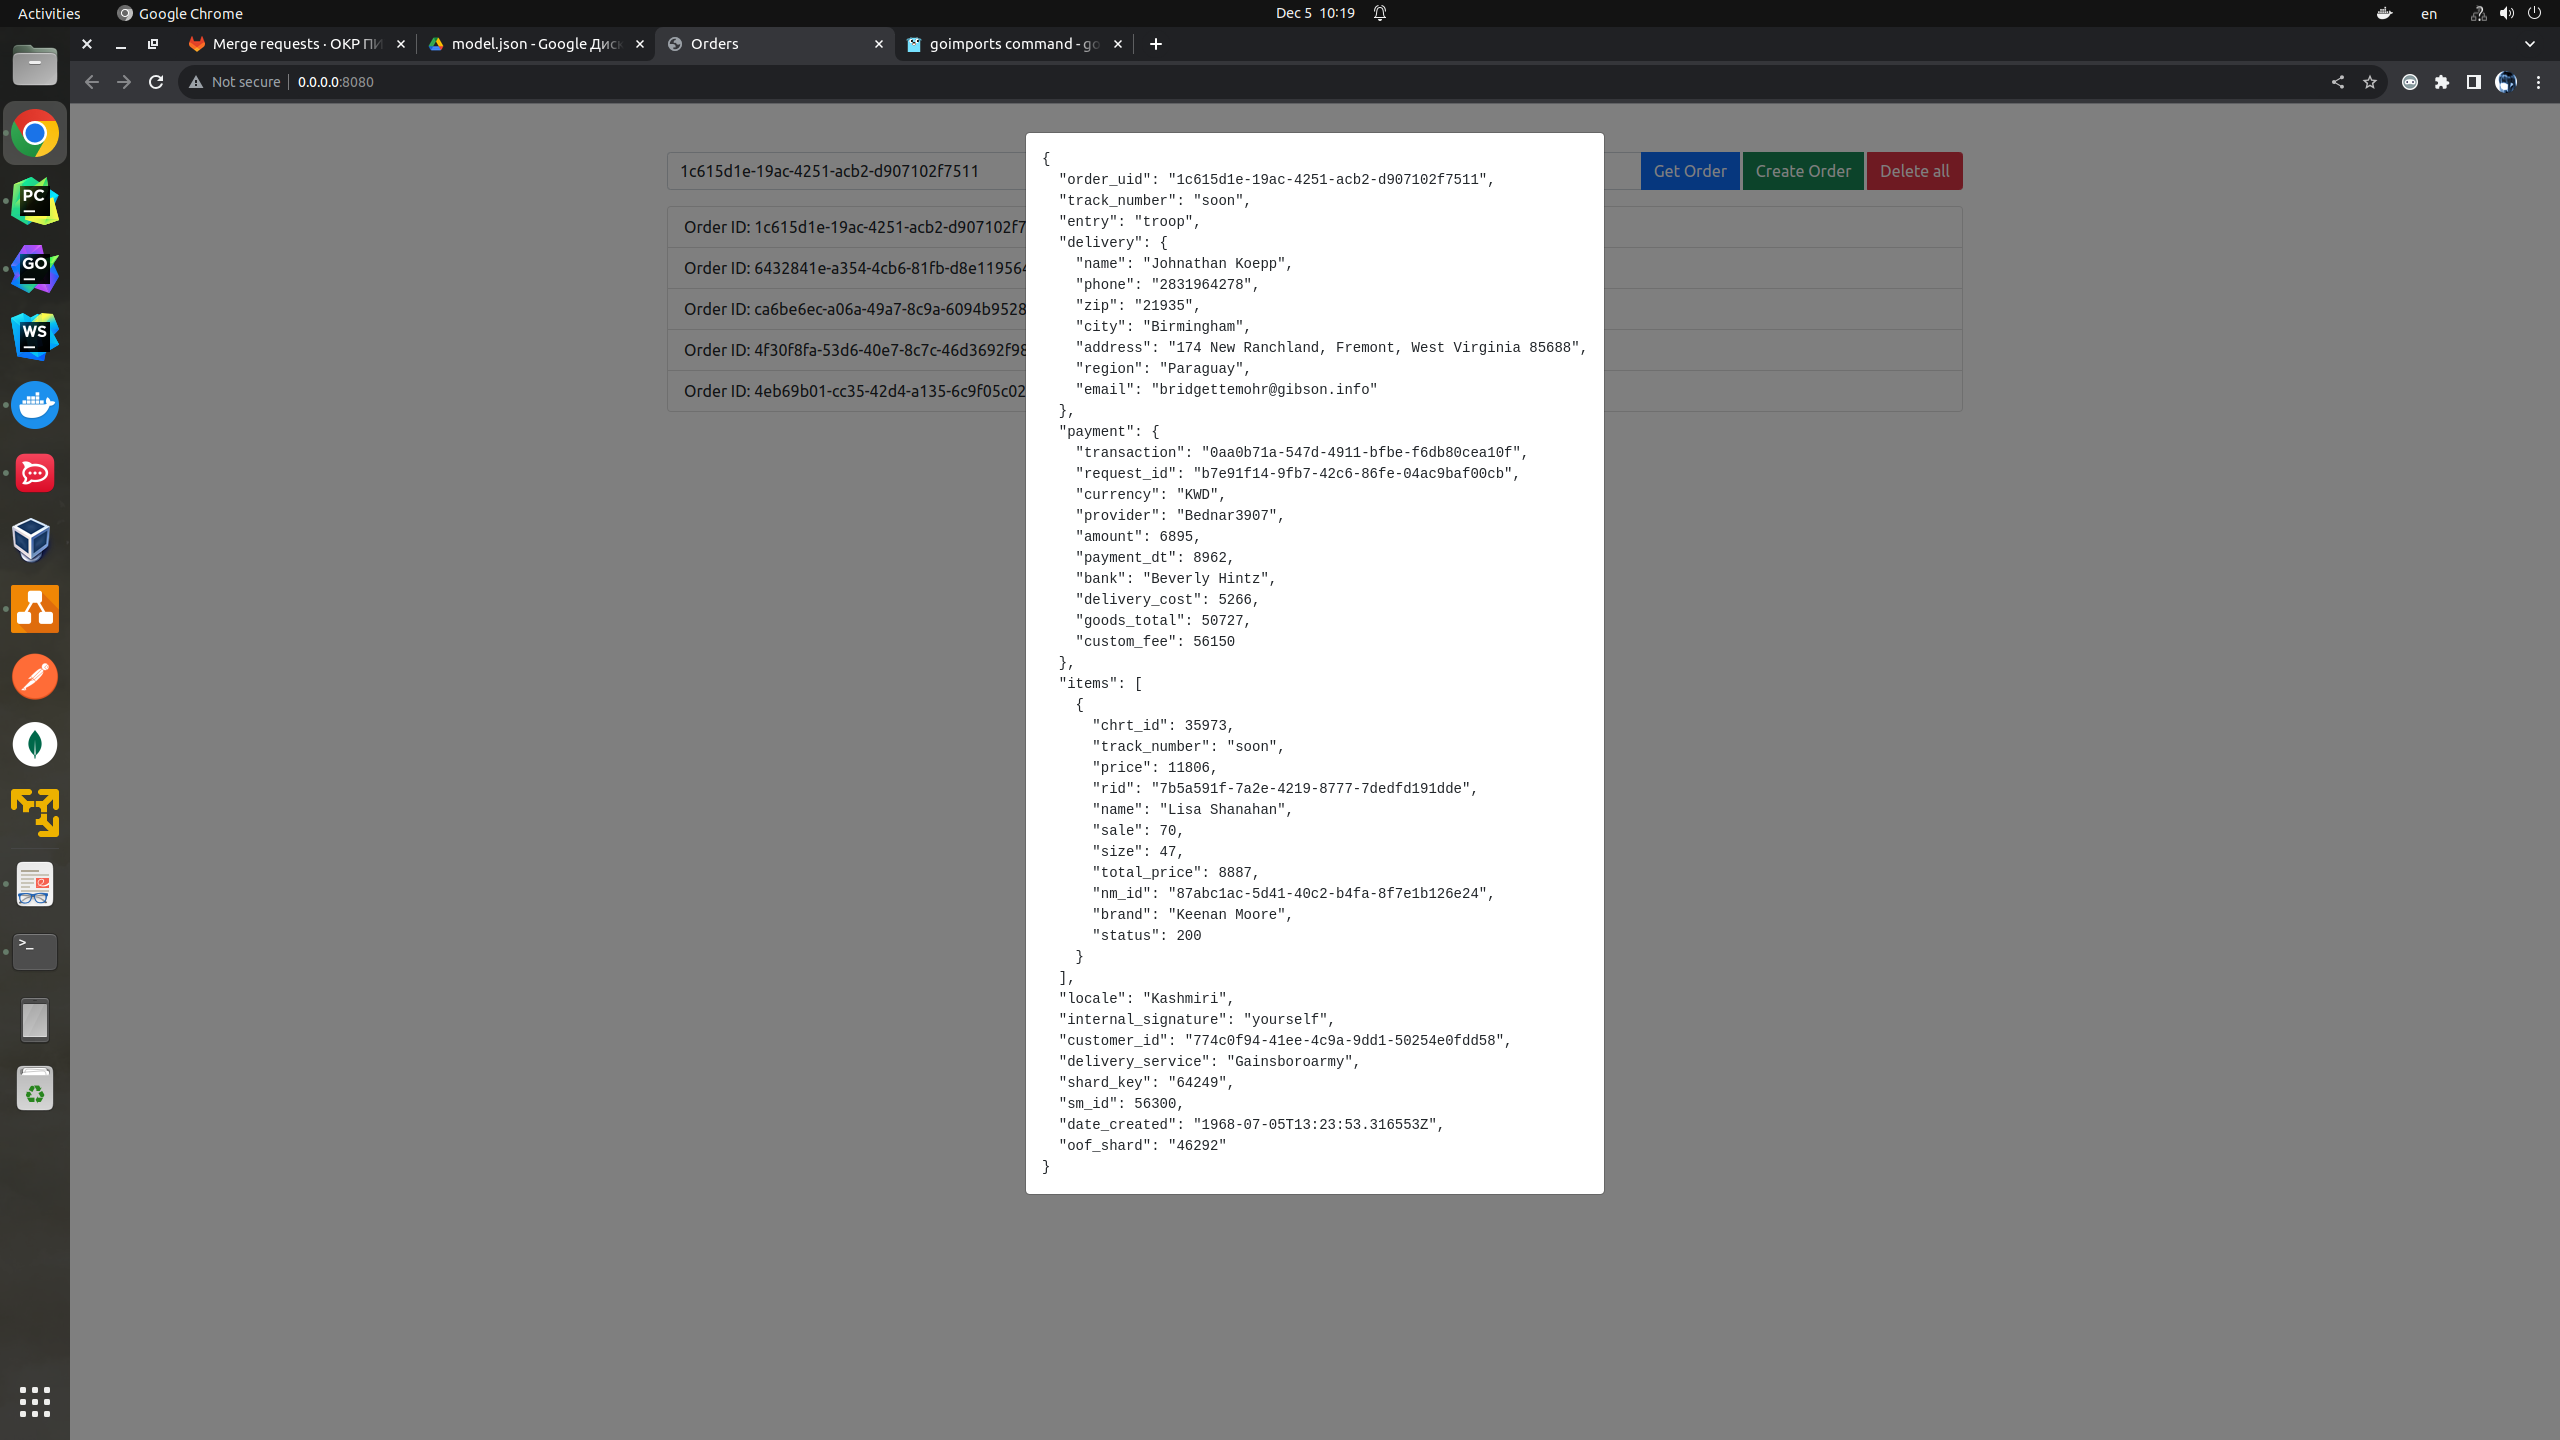 Activities Google Chrome Dec 5 10:19 en
Merge requests · ОКР ПИ model.json - Google Диск Orders goimports command - go
Not secure 0.0.0.0:8080
1c615d1e-19ac-4251-acb2-d907102f7511 Get Order Create Order Delete all
Order ID: 1c615d1e-19ac-4251-acb2-d907102f7
Order ID: 6432841e-a354-4cb6-81fb-d8e119564
Order ID: ca6be6ec-a06a-49a7-8c9a-6094b9528
Order ID: 4f30f8fa-53d6-40e7-8c7c-46d3692f98
Order ID: 4eb69b01-cc35-42d4-a135-6c9f05c02
{
"order_uid": "1c615d1e-19ac-4251-acb2-d907102f7511",
"track_number": "soon",
"entry": "troop",
"delivery": {
"name": "Johnathan Koepp",
"phone": "2831964278",
"zip": "21935",
"city": "Birmingham",
"address": "174 New Ranchland, Fremont, West Virginia 85688",
"region": "Paraguay",
"email": "bridgettemohr@gibson.info"
},
"payment": {
"transaction": "0aa0b71a-547d-4911-bfbe-f6db80cea10f",
"request_id": "b7e91f14-9fb7-42c6-86fe-04ac9baf00cb",
"currency": "KWD",
"provider": "Bednar3907",
"amount": 6895,
"payment_dt": 8962,
"bank": "Beverly Hintz",
"delivery_cost": 5266,
"goods_total": 50727,
"custom_fee": 56150
},
"items": [
{
"chrt_id": 35973,
"track_number": "soon",
"price": 11806,
"rid": "7b5a591f-7a2e-4219-8777-7dedfd191dde",
"name": "Lisa Shanahan",
"sale": 70,
"size": 47,
"total_price": 8887,
"nm_id": "87abc1ac-5d41-40c2-b4fa-8f7e1b126e24",
"brand": "Keenan Moore",
"status": 200
}
],
"locale": "Kashmiri",
"internal_signature": "yourself",
"customer_id": "774c0f94-41ee-4c9a-9dd1-50254e0fdd58",
"delivery_service": "Gainsboroarmy",
"shard_key": "64249",
"sm_id": 56300,
"date_created": "1968-07-05T13:23:53.316553Z",
"oof_shard": "46292"
}
PC
GO
WS
>_